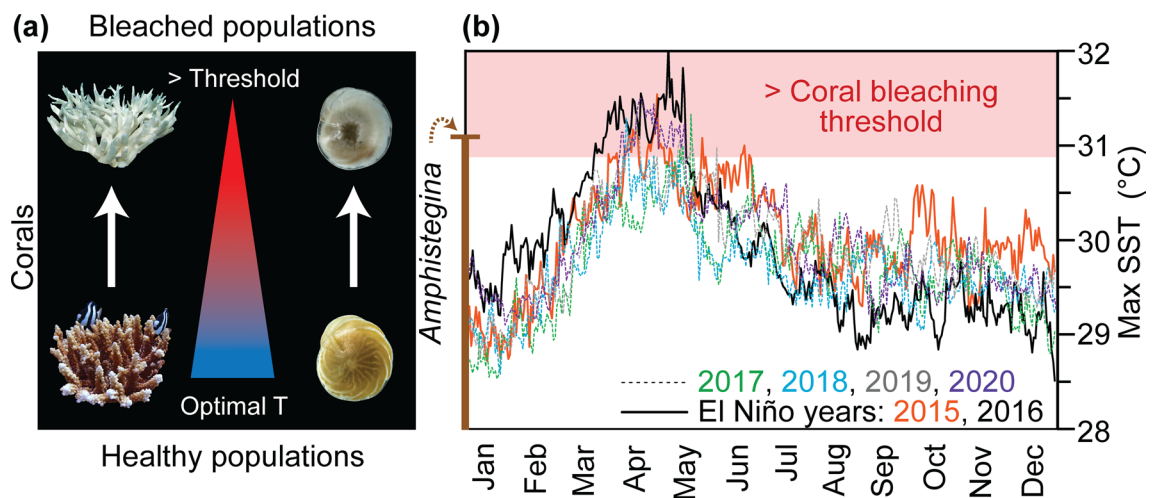 (a)
Bleached populations
> Threshold
Corals
Optimal T
Healthy populations
(b)
Amphistegina
> Coral bleaching
threshold
32
31
30
29
28
Max SST (°C)
2017, 2018, 2019, 2020
El Niño years: 2015, 2016
Jan
Feb
Mar
Apr
May
Jun
Jul
Aug
Sep
Oct
Nov
Dec